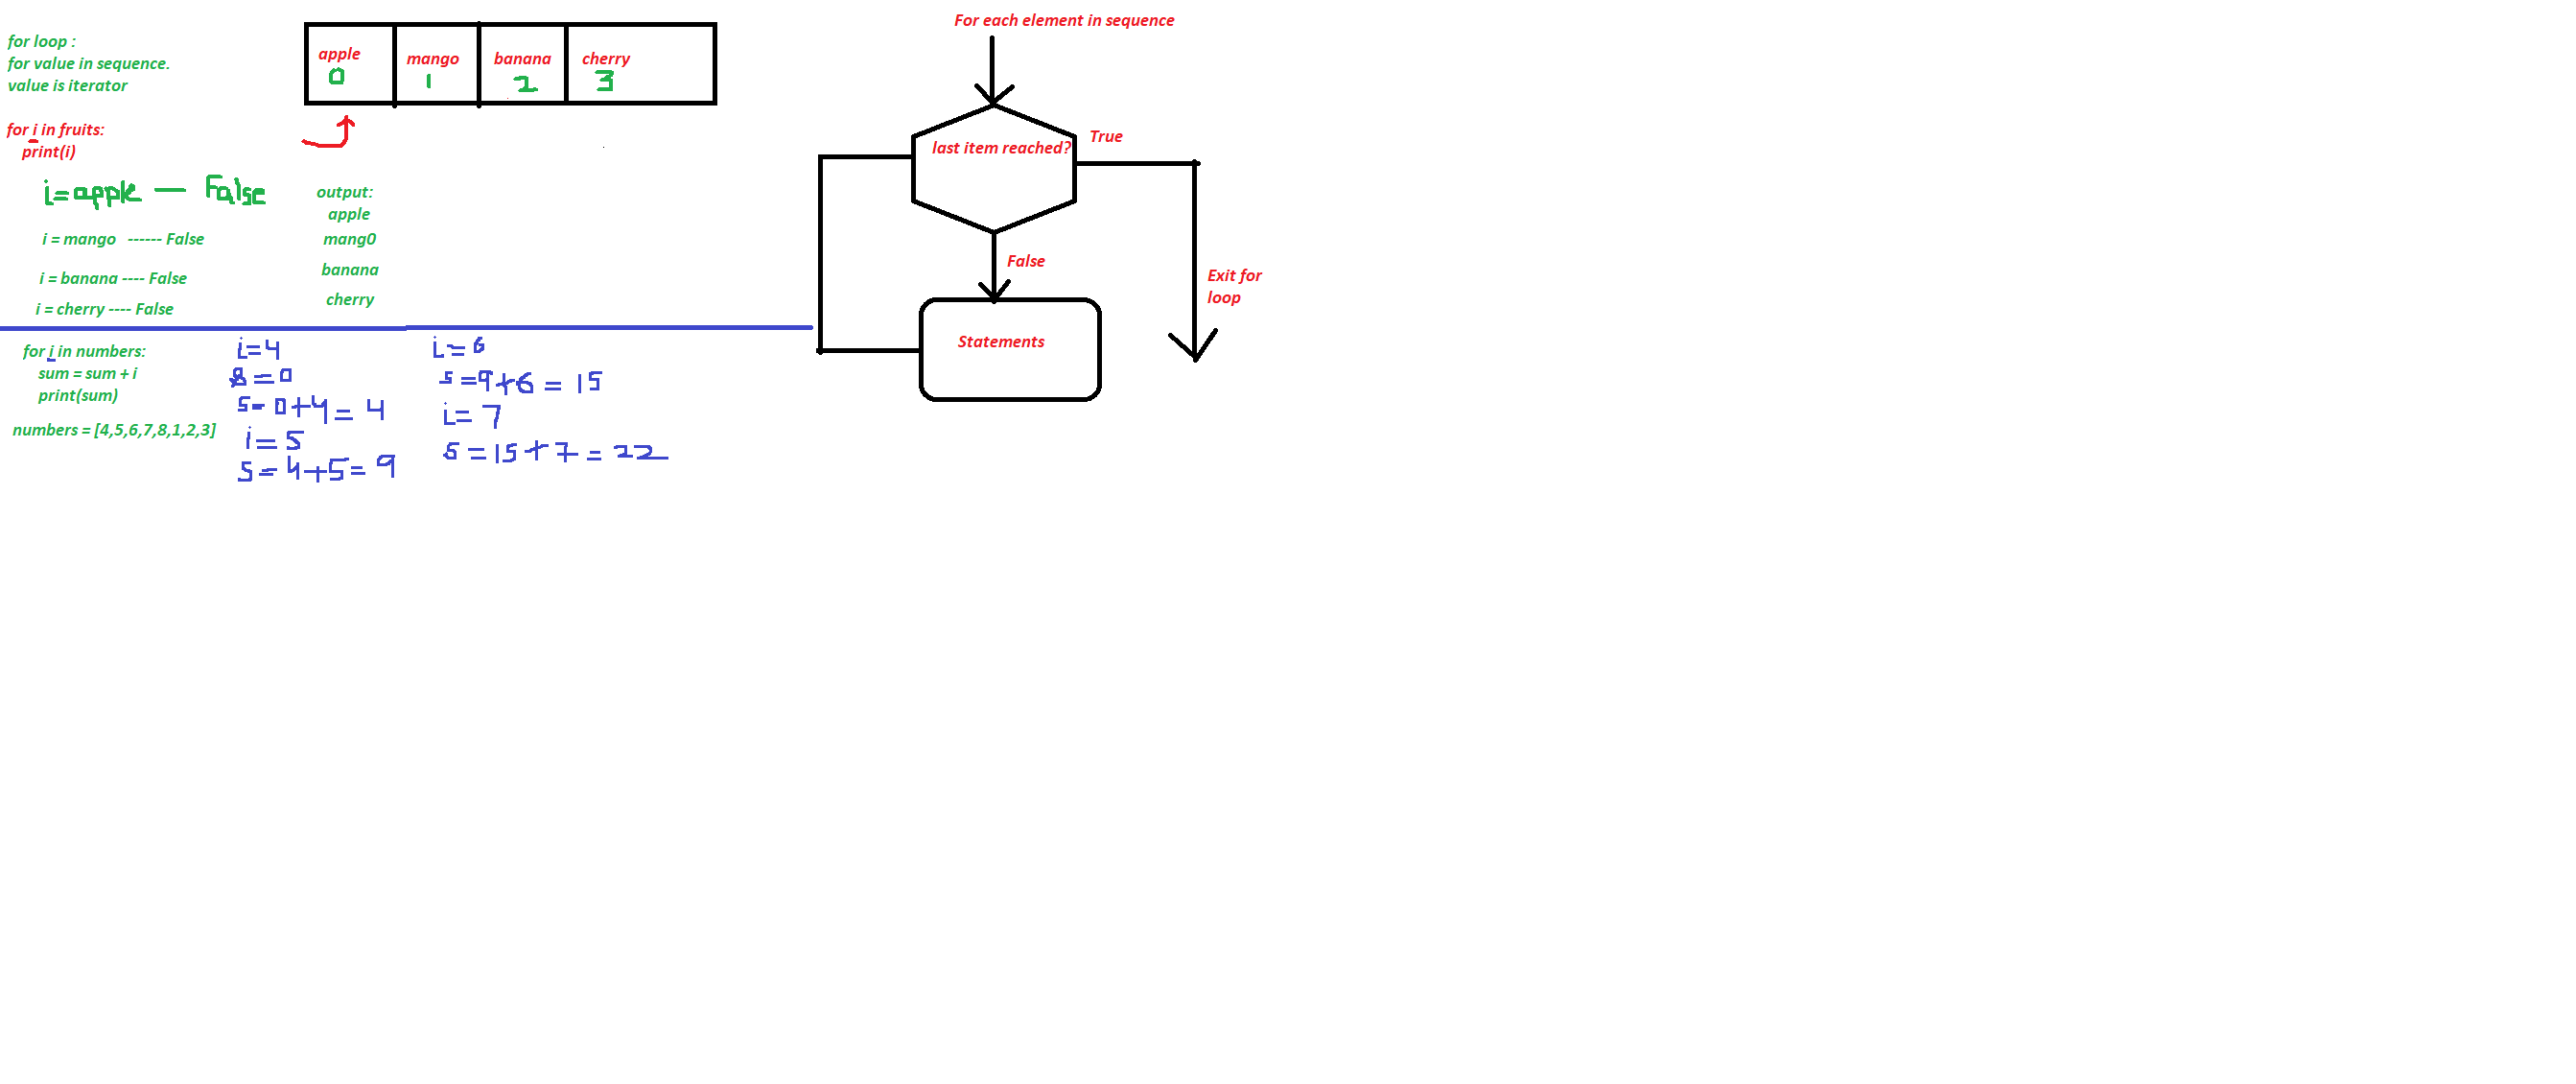 for loop :
for value in sequence.
value is iterator
for i in fruits:
print(i)
apple
0
mango
1
banana
2
cherry
3
i=apple — False
i = mango ------ False
i = banana ---- False
i = cherry ---- False
output:
apple
mang0
banana
cherry
for i in numbers:
sum = sum + i
print(sum)
numbers = [4,5,6,7,8,1,2,3]
i=4
s=0
s=0+4=4
i=5
s=4+5=9
i=6
s=9+6=15
i=7
s=15+7=22
For each element in sequence
last item reached?
True
False
Statements
Exit for
loop